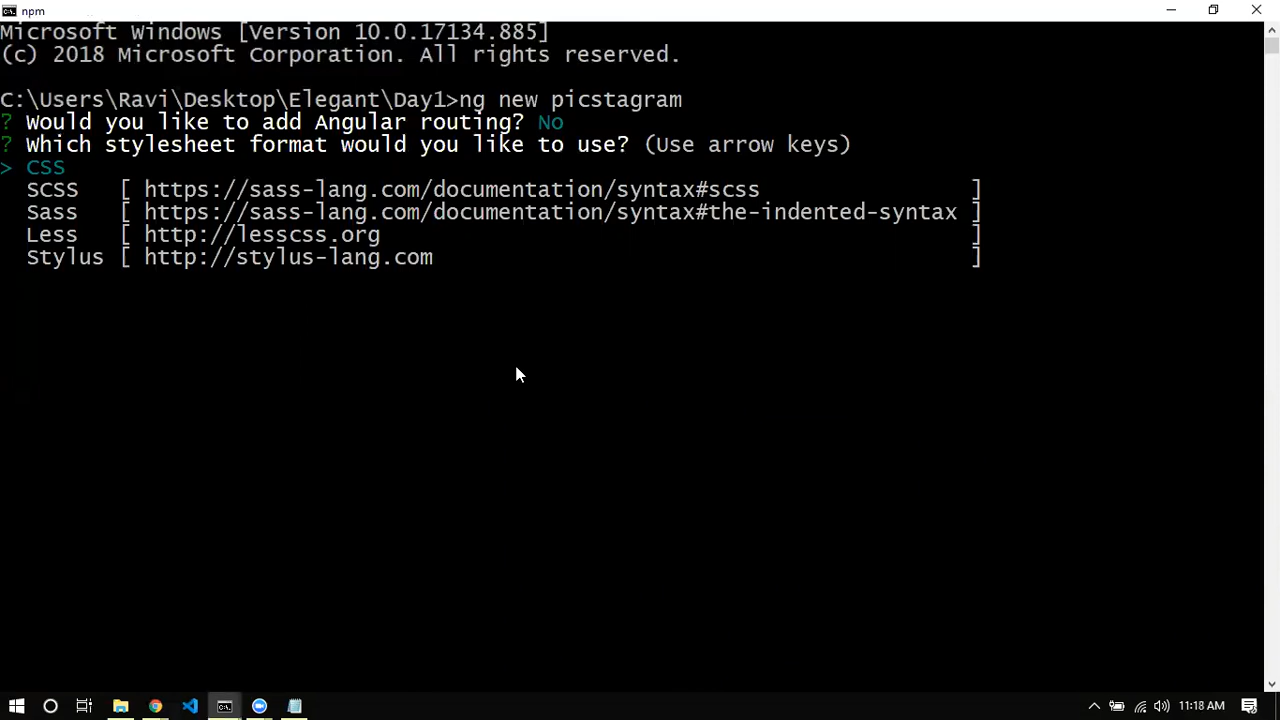 npm
Microsoft Windows [Version 10.0.17134.885]
(c) 2018 Microsoft Corporation. All rights reserved.
C:\Users\Ravi\Desktop\Elegant\Day1>ng new picstagram
? Would you like to add Angular routing? No
? Which stylesheet format would you like to use? (Use arrow keys)
> CSS
SCSS [ https://sass-lang.com/documentation/syntax#scss ]
Sass [ https://sass-lang.com/documentation/syntax#the-indented-syntax ]
Less [ http://lesscss.org ]
Stylus [ http://stylus-lang.com ]
11:18 AM